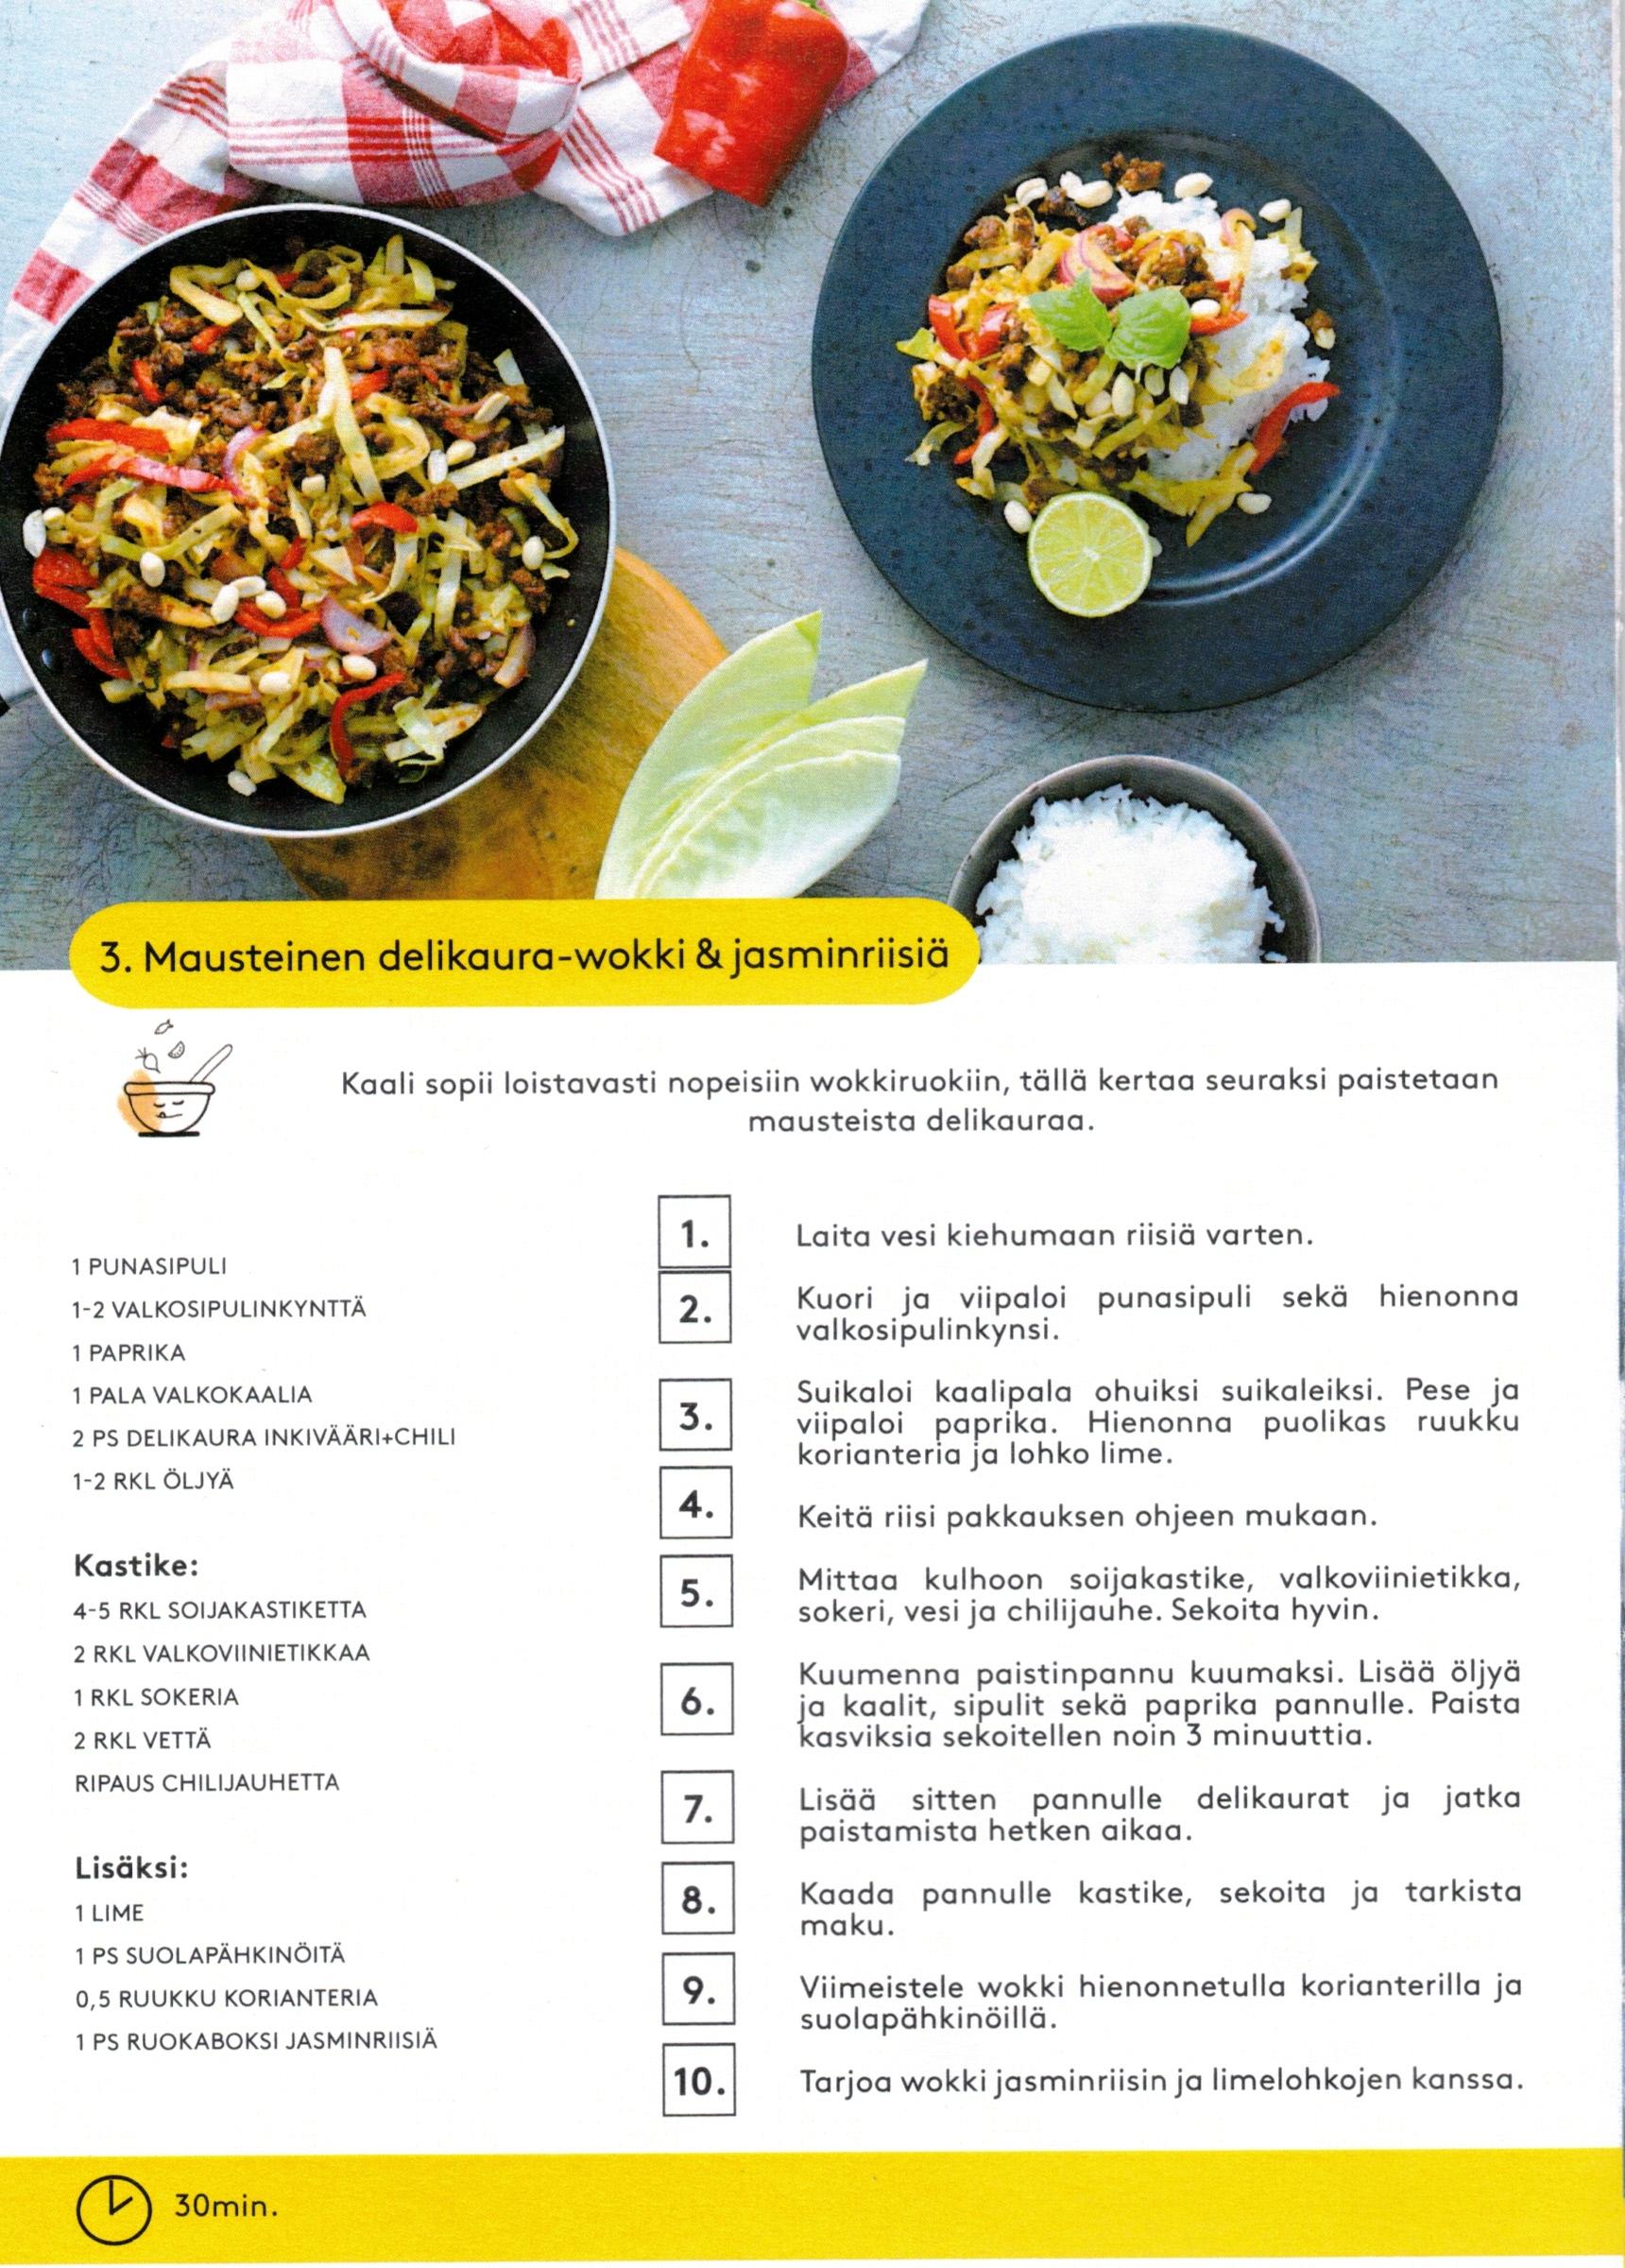 3. Mausteinen delikaura-wokki & jasminriisiä
Kaali sopii loistavasti nopeisiin wokkiruokiin, tällä kertaa seuraksi paistetaan
mausteista delikauraa.
1 PUNASIPULI
1-2 VALKOSIPULINKYNTTÄ
1 PAPRIKA
1 PALA VALKOKAALIA
2 PS DELIKAURA INKIVÄÄRI+CHILI
1-2 RKL ÖLJYÄ
Kastike:
4-5 RKL SOIJAKASTIKETTA
2 RKL VALKOVIINIETIKKAA
1 RKL SOKERIA
2 RKL VETTÄ
RIPAUS CHILIJAUHETTA
Lisäksi:
1 LIME
1 PS SUOLAPÄHKINÖITÄ
0,5 RUUKKU KORIANTERIA
1 PS RUOKABOKSI JASMINRIISIÄ
1. Laita vesi kiehumaan riisiä varten.
2. Kuori ja viipaloi punasipuli sekä hienonna
valkosipulinkynsi.
3. Suikaloi kaalipala ohuiksi suikaleiksi. Pese ja
viipaloi paprika. Hienonna puolikas ruukku
korianteria ja lohko lime.
4. Keitä riisi pakkauksen ohjeen mukaan.
5. Mittaa kulhoon soijakastike, valkoviinietikka,
sokeri, vesi ja chilijauhe. Sekoita hyvin.
6. Kuumenna paistinpannu kuumaksi. Lisää öljyä
ja kaalit, sipulit sekä paprika pannulle. Paista
kasviksia sekoitellen noin 3 minuuttia.
7. Lisää sitten pannulle delikaurat ja jatka
paistamista hetken aikaa.
8. Kaada pannulle kastike, sekoita ja tarkista
maku.
9. Viimeistele wokki hienonnetulla korianterilla ja
suolapähkinöillä.
10. Tarjoa wokki jasminriisin ja limelohkojen kanssa.
30min.